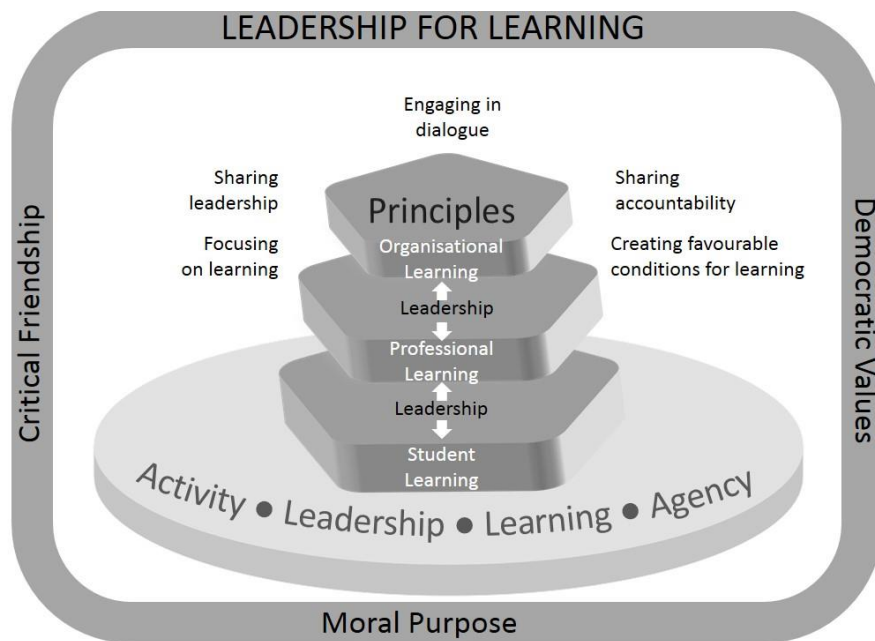 LEADERSHIP FOR LEARNING
Engaging in
dialogue
Sharing
leadership
Sharing
accountability
Principles
Focusing
on learning
Creating favourable
conditions for learning
Organisational
Learning
Leadership
Professional
Learning
Leadership
Student
Learning
Activity ● Leadership ● Learning ● Agency
Critical Friendship
Democratic Values
Moral Purpose